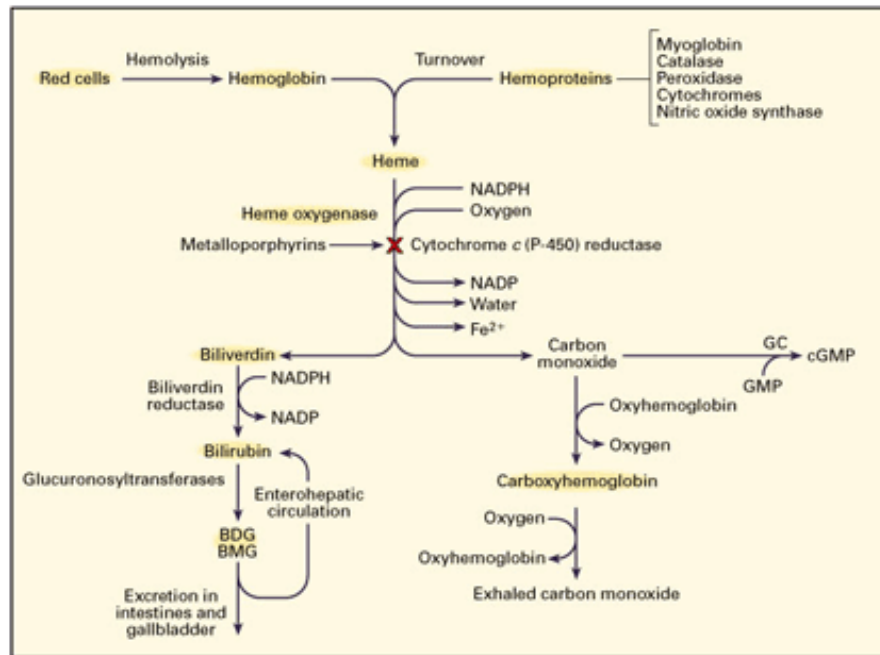 Hemolysis
Turnover
Red cells
Hemoglobin
Hemoproteins
Myoglobin
Catalase
Peroxidase
Cytochromes
Nitric oxide synthase
Heme
NADPH
Heme oxygenase
Oxygen
Metalloporphyrins
Cytochrome c (P-450) reductase
NADP
Water
Fe²⁺
Biliverdin
Carbon
monoxide
GC
cGMP
GMP
Biliverdin
reductase
NADPH
NADP
Oxyhemoglobin
Oxygen
Bilirubin
Glucuronosyltransferases
Enterohepatic
circulation
Carboxyhemoglobin
BDG
BMG
Oxygen
Oxyhemoglobin
Excretion in
intestines and
gallbladder
Exhaled carbon monoxide